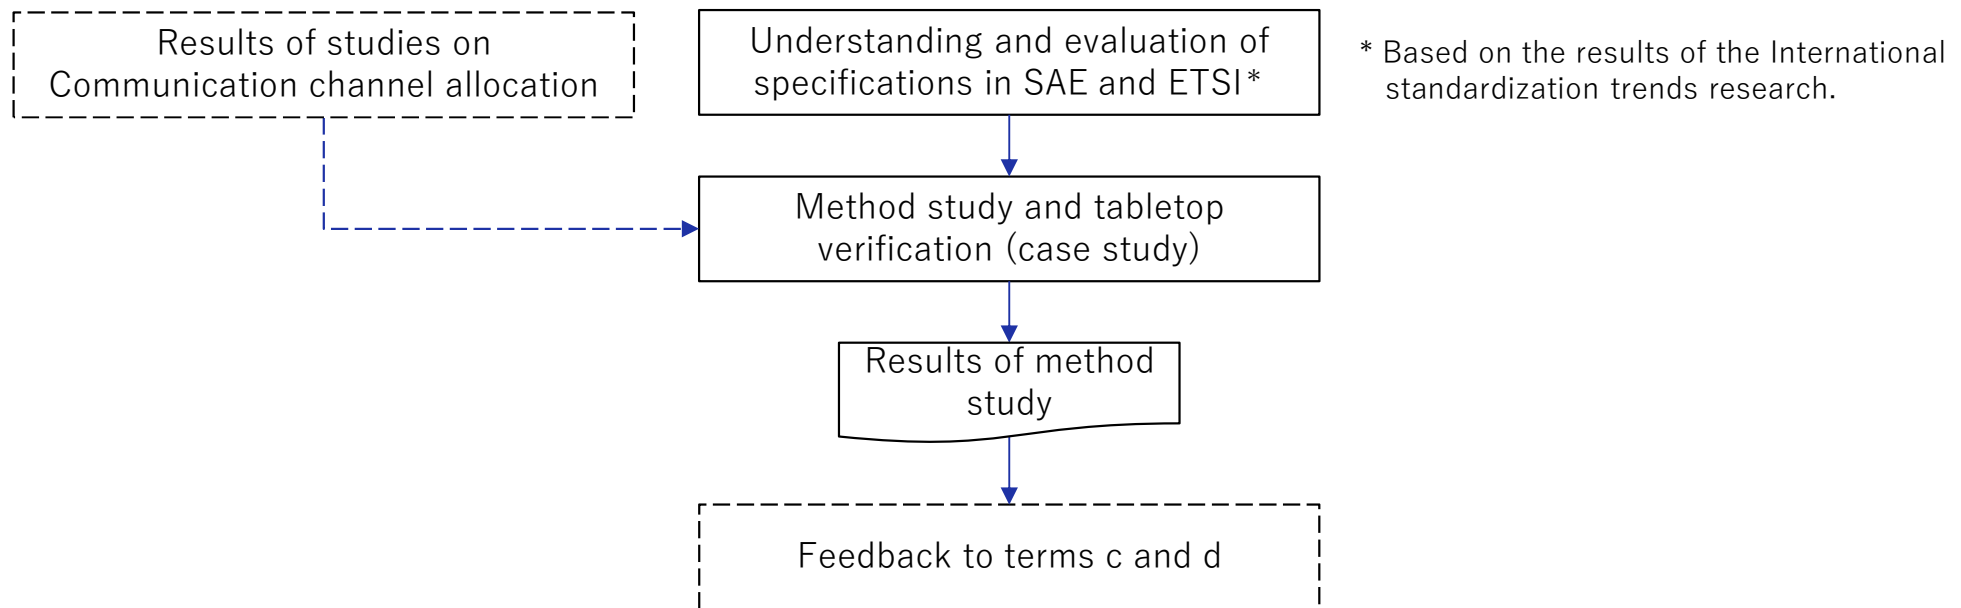 Results of studies on
Communication channel allocation
Understanding and evaluation of
specifications in SAE and ETSI*
* Based on the results of the International
standardization trends research.
Method study and tabletop
verification (case study)
Results of method
study
Feedback to terms c and d